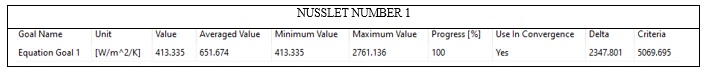 NUSSLET NUMBER 1
Goal Name Unit Value Averaged Value Minimum Value Maximum Value Progress [%] Use In Convergence Delta Criteria
Equation Goal 1 [W/m^2/K] 413.335 651.674 413.335 2761.136 100 Yes 2347.801 5069.695